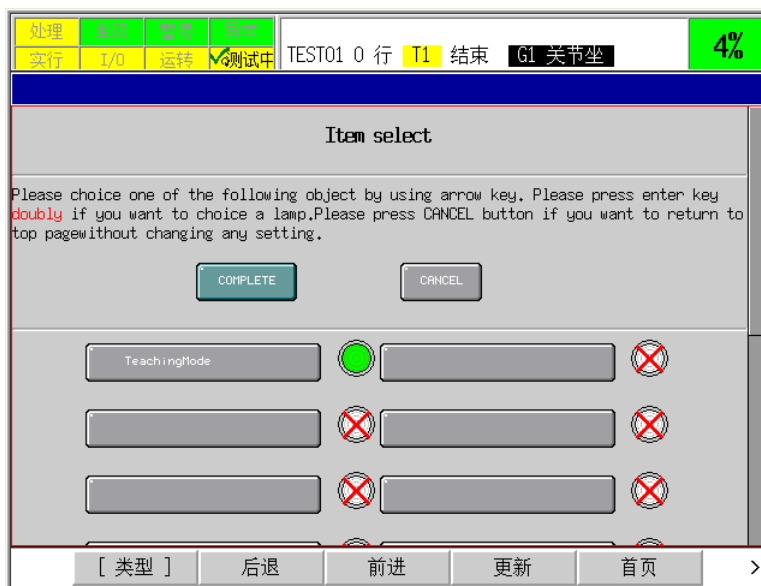 处理 单段 暂停 异常
实行 I/O 运转 测试中
TEST01 0 行 T1 结束 G1 关节坐
4%
Item select
Please choice one of the following object by using arrow key. Please press enter key
doubly if you want to choice a lamp.Please press CANCEL button if you want to return to
top pagewithout changing any setting.
COMPLETE CANCEL
TeachingMode
[ 类型 ] 后退 前进 更新 首页 >